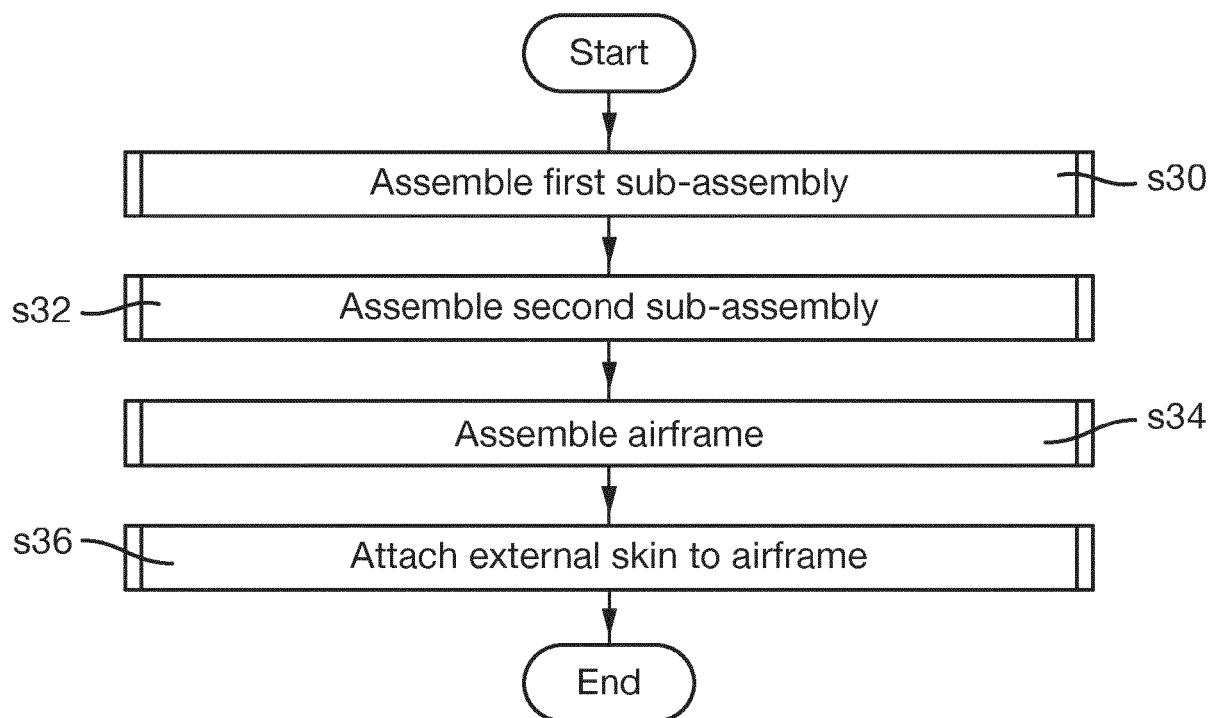 Start
Assemble first sub-assembly
s30
s32
Assemble second sub-assembly
Assemble airframe
s34
s36
Attach external skin to airframe
End